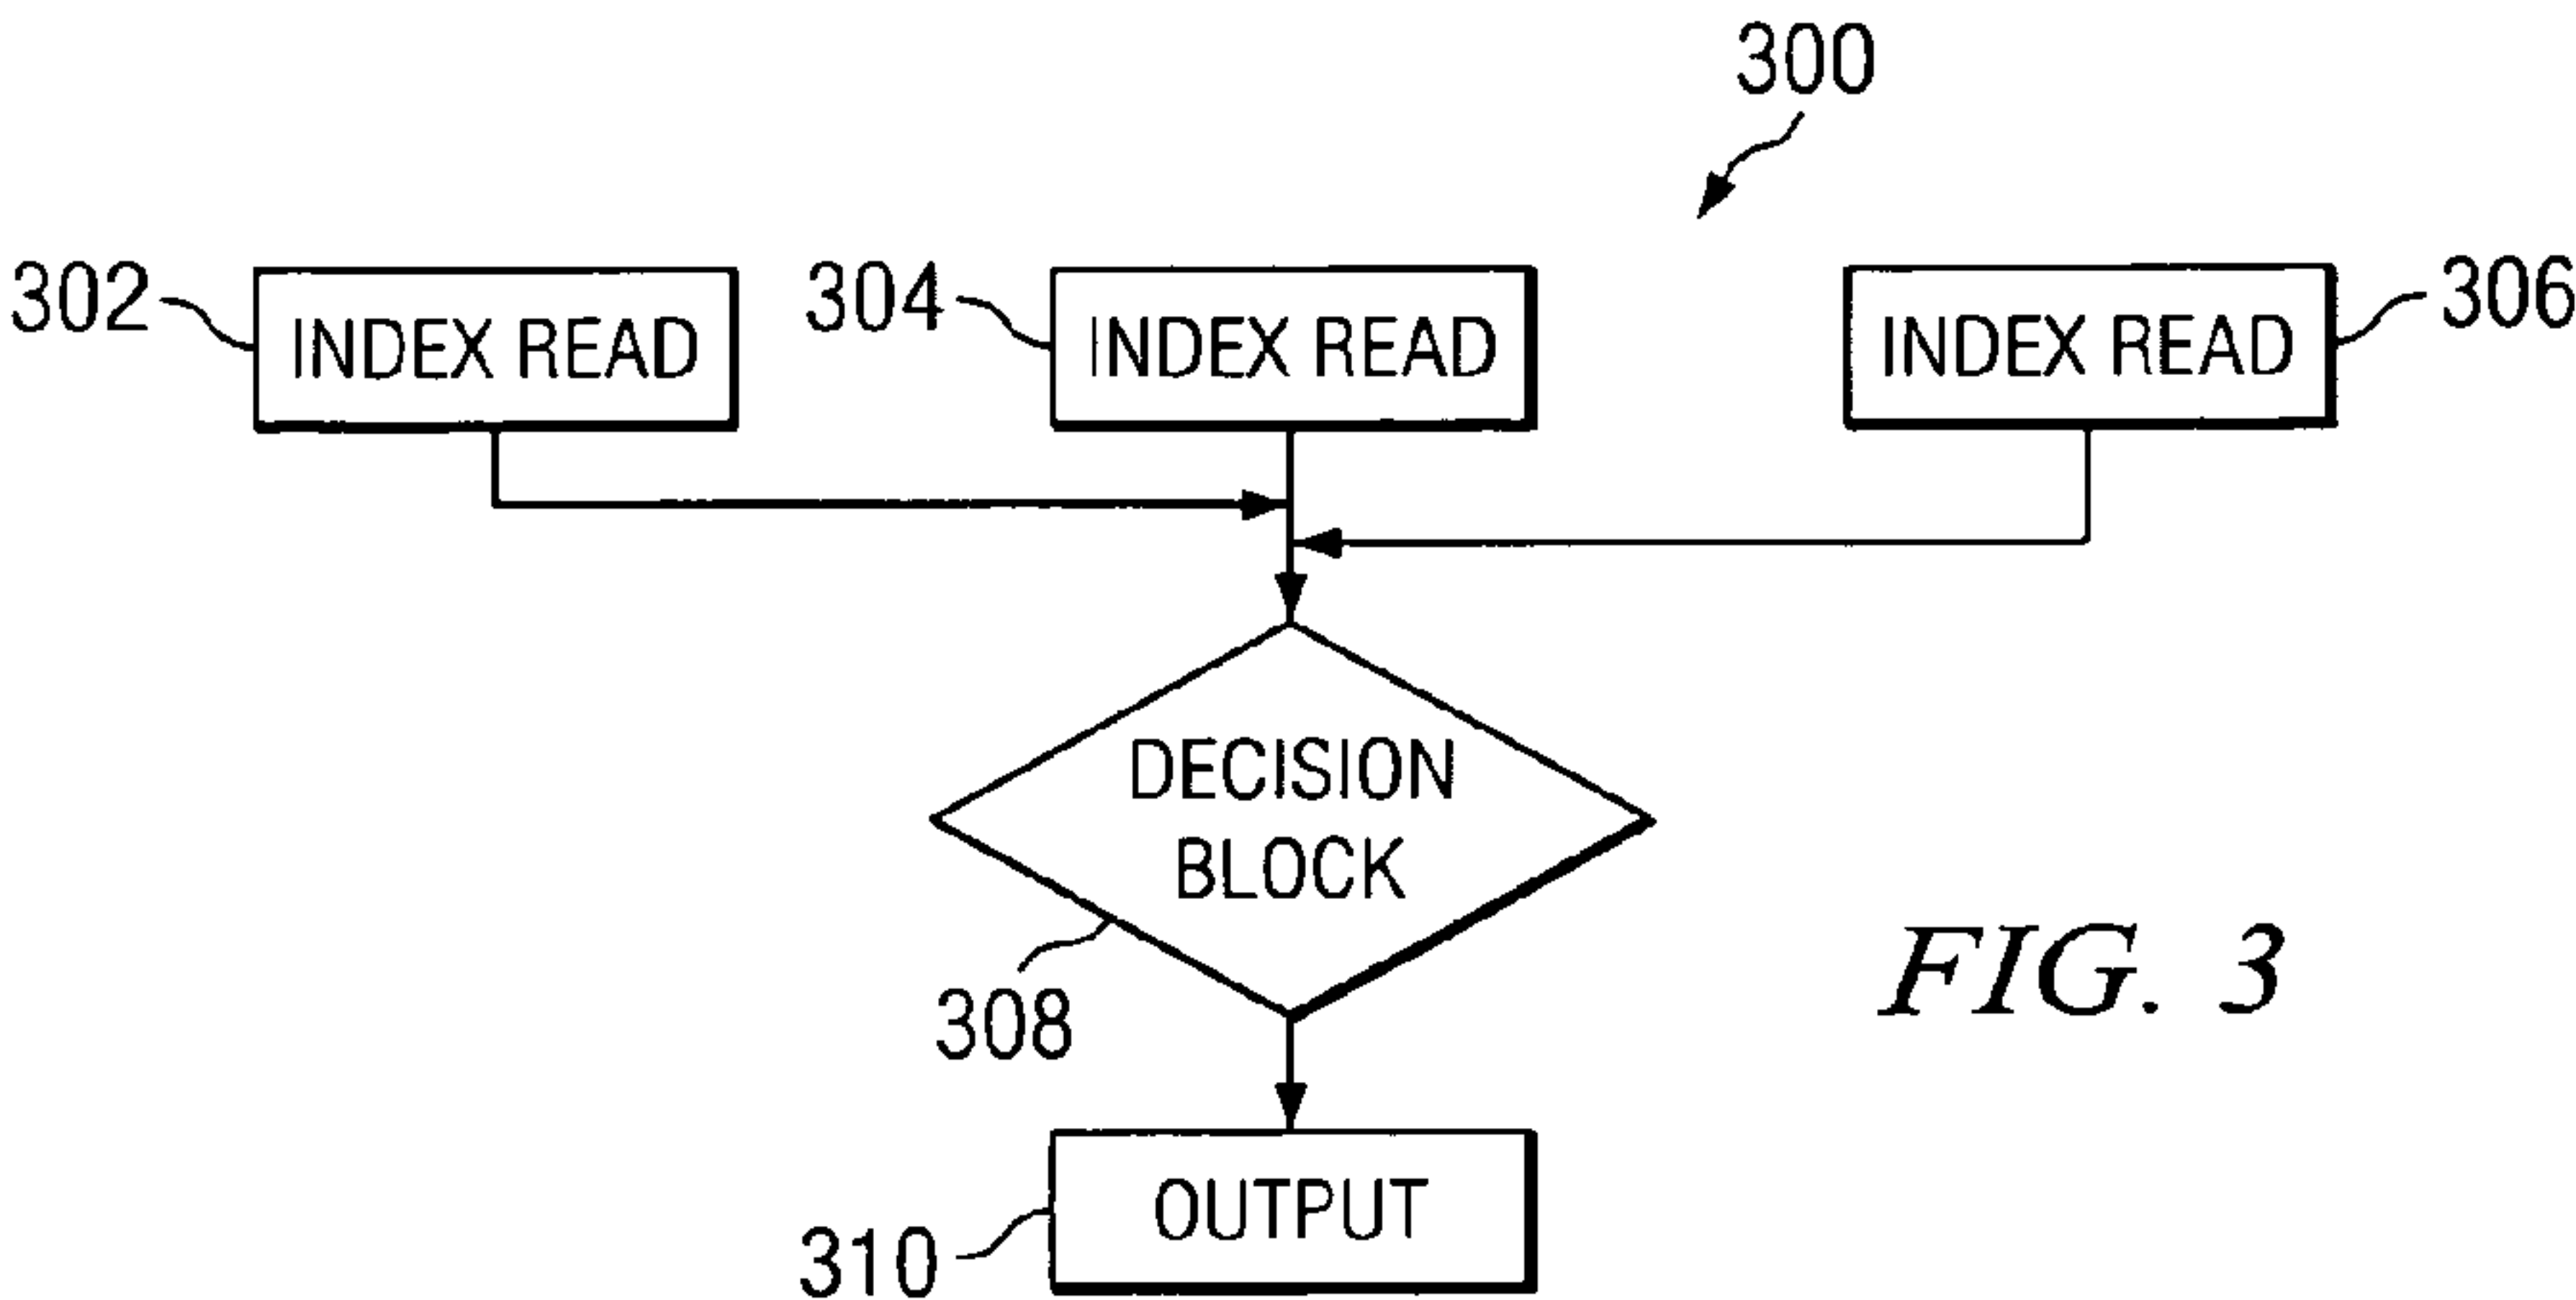 300
302
INDEX READ
304
INDEX READ
INDEX READ
306
DECISION
BLOCK
308
FIG. 3
OUTPUT
310